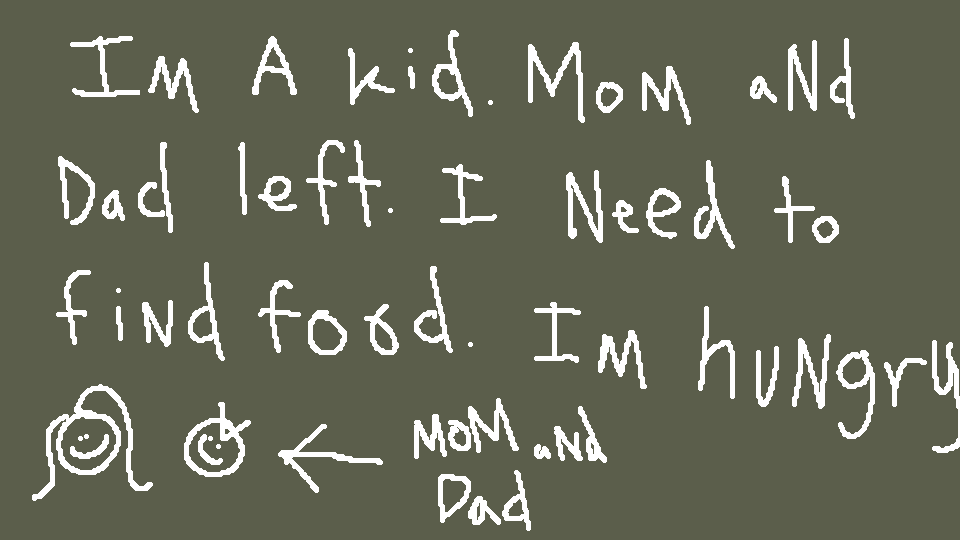 IM A kid. MoM aNd
Dad left. I Need to
fiNd food. IM huNgry
MoM aNd
Dad